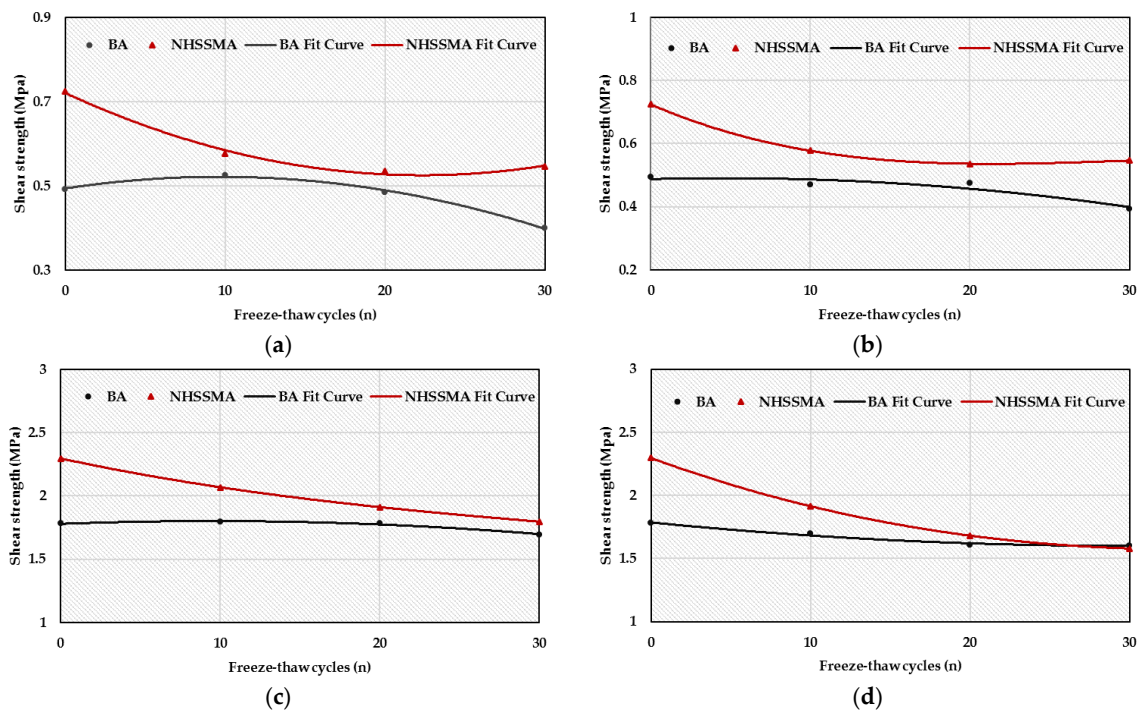 BA NHSSMA BA Fit Curve NHSSMA Fit Curve
Shear strength (Mpa)
0.9
0.7
0.5
0.3
0 10 20 30
Freeze-thaw cycles (n)
(a)
BA NHSSMA BA Fit Curve NHSSMA Fit Curve
Shear strength (MPa)
1
0.8
0.6
0.4
0.2
0 10 20 30
Freeze-thaw cycles (n)
(b)
BA NHSSMA BA Fit Curve NHSSMA Fit Curve
Shear strength (MPa)
3
2.5
2
1.5
1
0 10 20 30
Freeze-thaw cycles (n)
(c)
BA NHSSMA BA Fit Curve NHSSMA Fit Curve
Shear strength (MPa)
3
2.5
2
1.5
1
0 10 20 30
Freeze-thaw cycles (n)
(d)